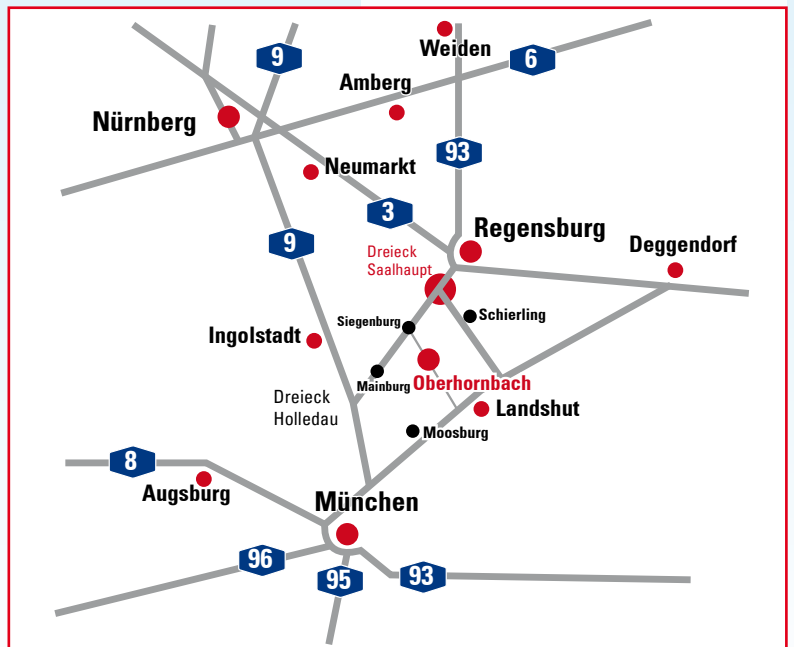 Weiden
9
6
Amberg
Nürnberg
93
Neumarkt
3
Regensburg
9
Deggendorf
Dreieck
Saalhaupt
Schierling
Siegenburg
Ingolstadt
Mainburg
Oberhornbach
Dreieck
Holledau
Landshut
Moosburg
8
Augsburg
München
96
95
93